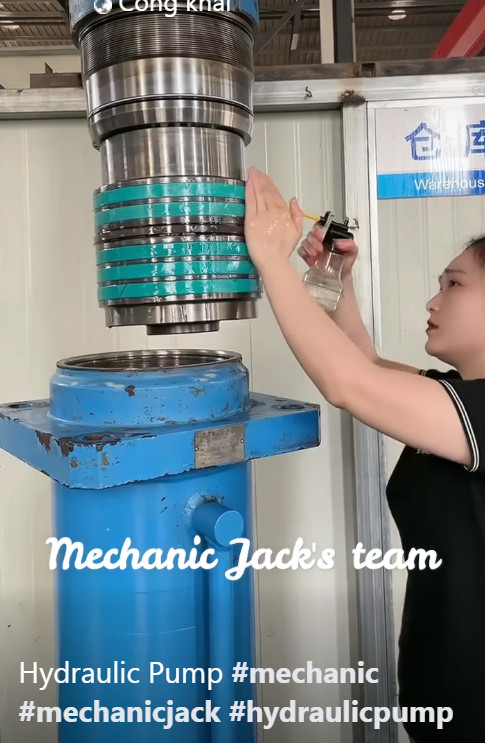 Công khai
仓库
Warehous
Mechanic Jack's team
Hydraulic Pump #mechanic
#mechanicjack #hydraulicpump